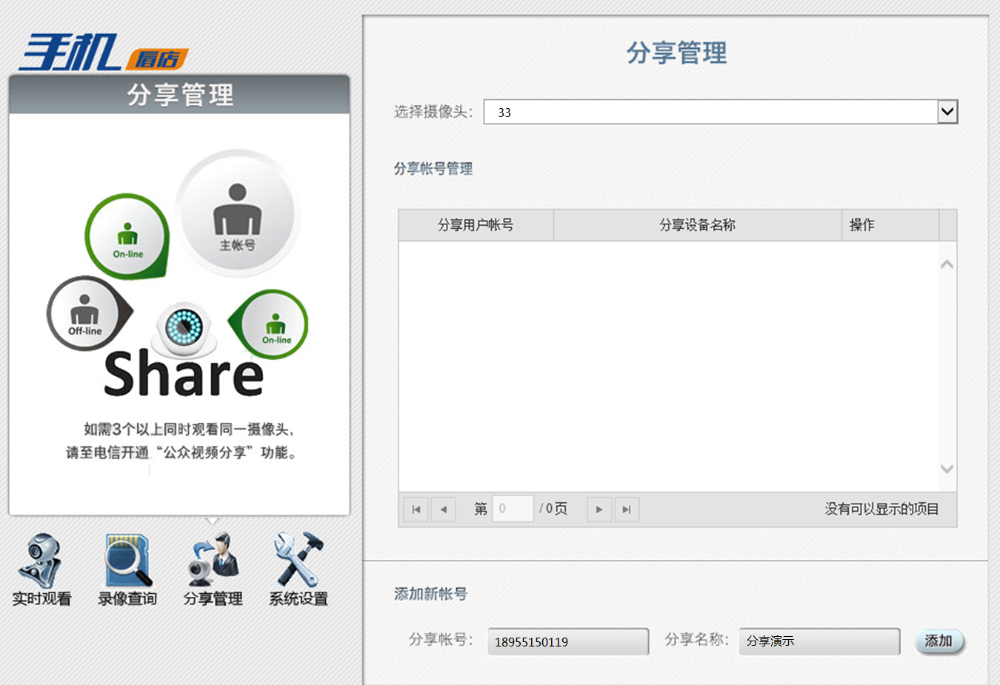 手机看店
分享管理
主帐号
On-line
Off-line
On-line
Share
如需3个以上同时观看同一摄像头,
请至电信开通“公众视频分享”功能。
实时观看
录像查询
分享管理
系统设置
分享管理
选择摄像头: 33
分享帐号管理
分享用户帐号 分享设备名称 操作
第 0 /0页 没有可以显示的项目
添加新帐号
分享帐号: 18955150119 分享名称: 分享演示 添加